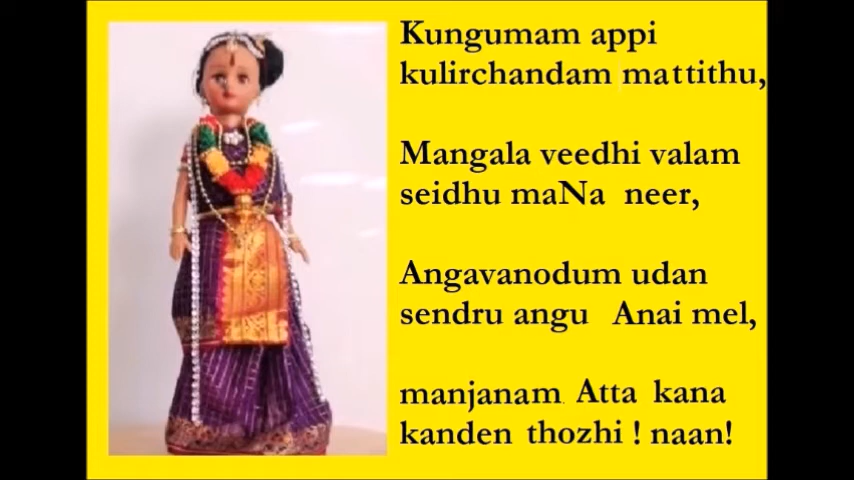 Kungumam appi
kulirchandam mattithu,
Mangala veedhi valam
seidhu maNa neer,
Angavanodum udan
sendru angu Anai mel,
manjanam Atta kana
kanden thozhi ! naan!